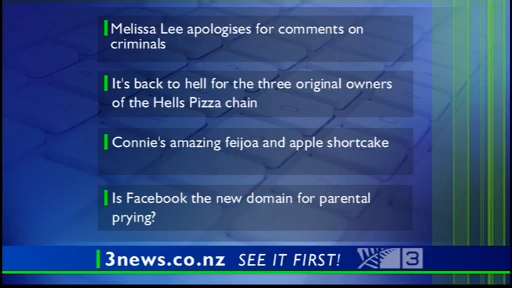 Melissa Lee apologises for comments on
criminals
It's back to hell for the three original owners
of the Hells Pizza chain
Connie's amazing feijoa and apple shortcake
Is Facebook the new domain for parental
prying?
3news.co.nz SEE IT FIRST! 3